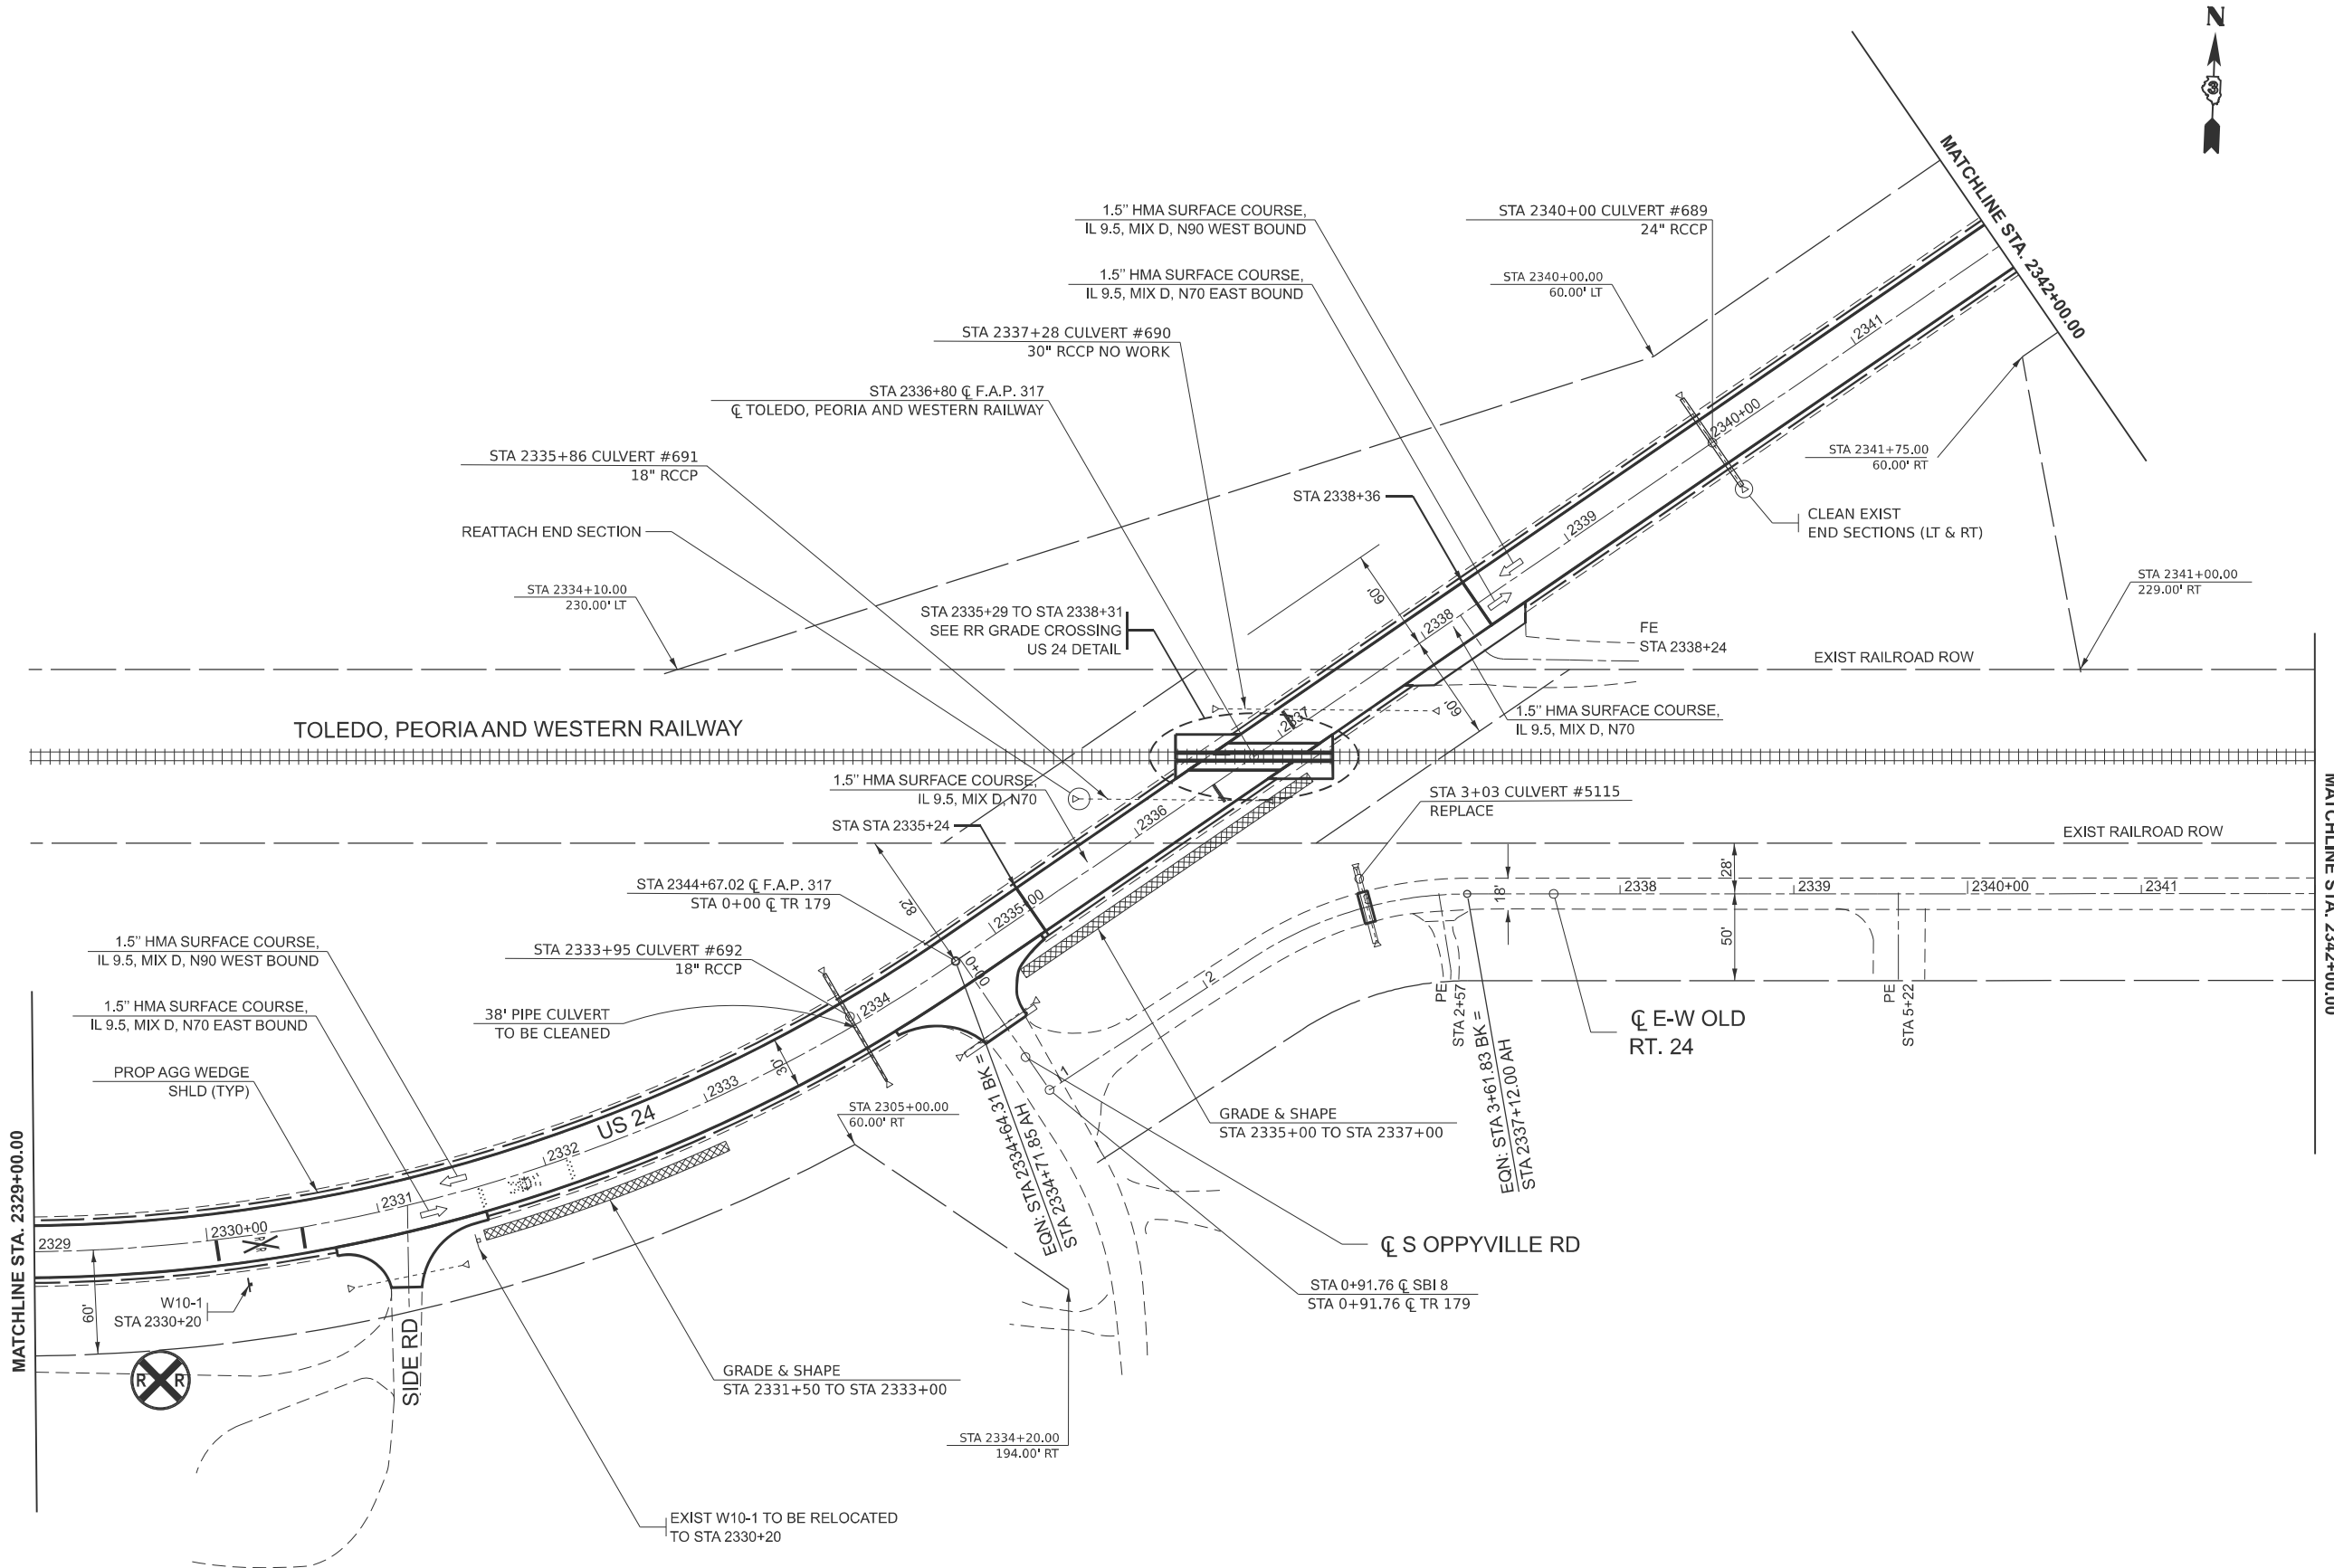 N
3
MATCHLINE STA. 2342+00.00
1.5" HMA SURFACE COURSE,
IL 9.5, MIX D, N90 WEST BOUND
STA 2340+00 CULVERT #689
24" RCCP
1.5" HMA SURFACE COURSE,
IL 9.5, MIX D, N70 EAST BOUND
STA 2340+00.00
60.00' LT
STA 2337+28 CULVERT #690
30" RCCP NO WORK
2341
STA 2336+80 ℄ F.A.P. 317
℄ TOLEDO, PEORIA AND WESTERN RAILWAY
2340+00
STA 2335+86 CULVERT #691
18" RCCP
STA 2341+75.00
60.00' RT
STA 2338+36
2339
CLEAN EXIST
END SECTIONS (LT & RT)
REATTACH END SECTION
STA 2334+10.00
230.00' LT
STA 2341+00.00
229.00' RT
60'
STA 2335+29 TO STA 2338+31
SEE RR GRADE CROSSING
US 24 DETAIL
2338
FE
STA 2338+24
EXIST RAILROAD ROW
60'
TOLEDO, PEORIA AND WESTERN RAILWAY
2337
1.5" HMA SURFACE COURSE,
IL 9.5, MIX D, N70
1.5" HMA SURFACE COURSE,
IL 9.5, MIX D, N70
STA 3+03 CULVERT #5115
REPLACE
2336
STA STA 2335+24
EXIST RAILROAD ROW
MATCHLINE STA. 2342+00.00
82'
28'
18'
50'
2338
2339
2340+00
2341
STA 2344+67.02 ℄ F.A.P. 317
STA 0+00 ℄ TR 179
2335+00
1.5" HMA SURFACE COURSE,
IL 9.5, MIX D, N90 WEST BOUND
STA 2333+95 CULVERT #692
18" RCCP
0+00
2
PE
STA 2+57
PE
STA 5+22
2334
1.5" HMA SURFACE COURSE,
IL 9.5, MIX D, N70 EAST BOUND
38' PIPE CULVERT
TO BE CLEANED
℄ E-W OLD
RT. 24
EQN: STA 3+61.83 BK =
STA 2337+12.00 AH
PROP AGG WEDGE
SHLD (TYP)
30'
2333
1
EQN: STA 2334+64.31 BK =
STA 2334+71.85 AH
STA 2305+00.00
60.00' RT
GRADE & SHAPE
STA 2335+00 TO STA 2337+00
US 24
2332
MATCHLINE STA. 2329+00.00
2331
2330+00
2329
℄ S OPPYVILLE RD
STA 0+91.76 ℄ SBI 8
STA 0+91.76 ℄ TR 179
W10-1
STA 2330+20
60'
R R
SIDE RD
GRADE & SHAPE
STA 2331+50 TO STA 2333+00
STA 2334+20.00
194.00' RT
EXIST W10-1 TO BE RELOCATED
TO STA 2330+20